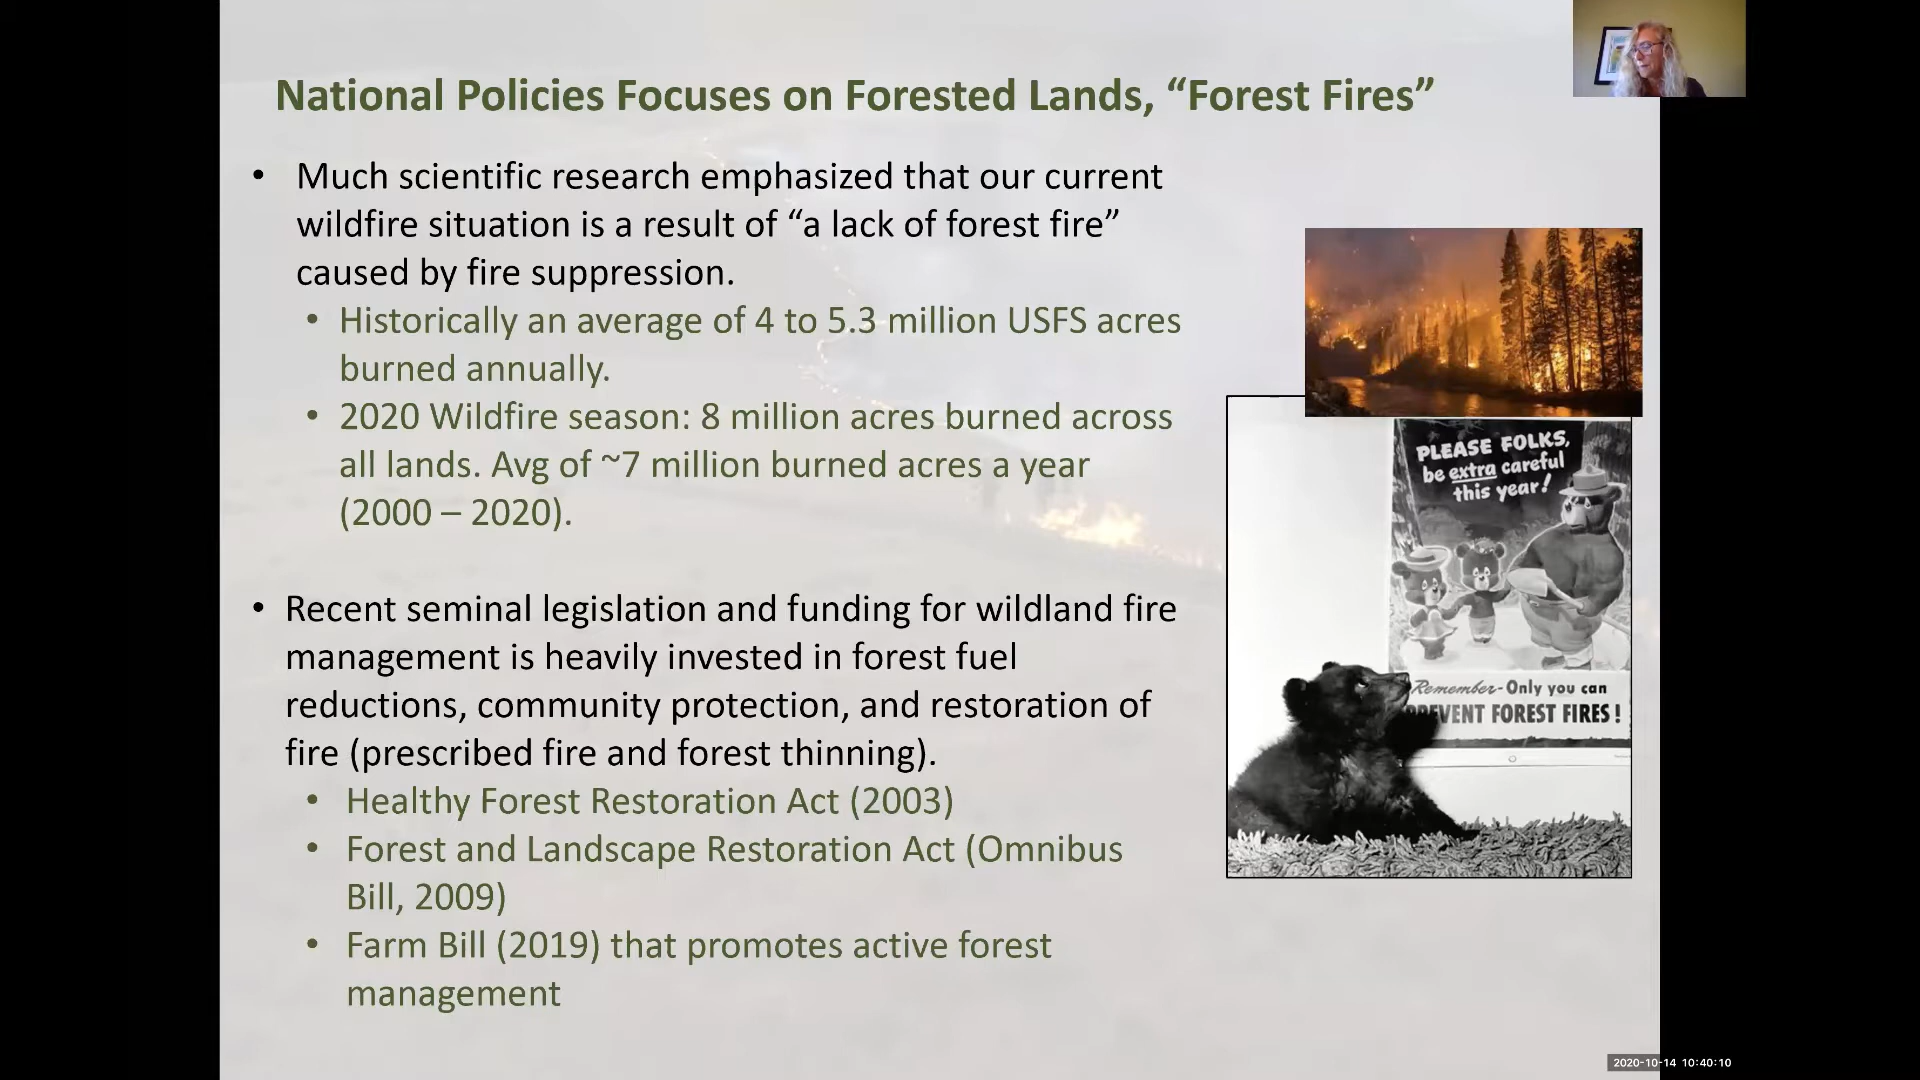 National Policies Focuses on Forested Lands, “Forest Fires”
• Much scientific research emphasized that our current
wildfire situation is a result of “a lack of forest fire”
caused by fire suppression.
• Historically an average of 4 to 5.3 million USFS acres
burned annually.
• 2020 Wildfire season: 8 million acres burned across
all lands. Avg of ~7 million burned acres a year
(2000 – 2020).
• Recent seminal legislation and funding for wildland fire
management is heavily invested in forest fuel
reductions, community protection, and restoration of
fire (prescribed fire and forest thinning).
• Healthy Forest Restoration Act (2003)
• Forest and Landscape Restoration Act (Omnibus
Bill, 2009)
• Farm Bill (2019) that promotes active forest
management
PLEASE FOLKS,
be extra careful
this year!
Remember- Only you can
PREVENT FOREST FIRES!
2020-10-14 10:40:10